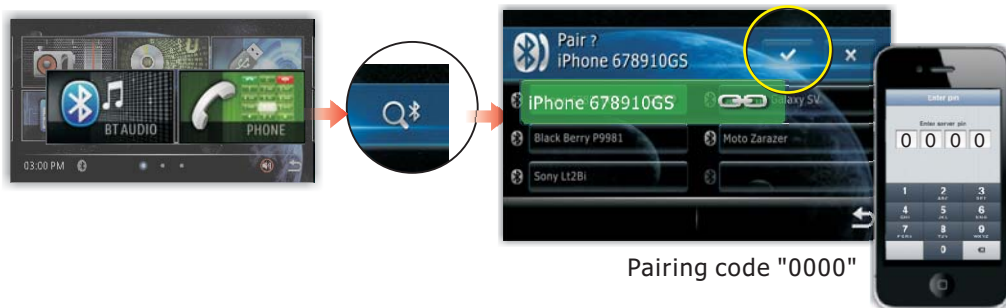 BT AUDIO
PHONE
03:00 PM
Pair ?
iPhone 678910GS
iPhone 678910GS
Galaxy SV
Black Berry P9981
Moto Zarazer
Sony Lt2Bi
Enter pin
Enter server pin
0 0 0 0
1 2 3
4 5 6
7 8 9
0
Pairing code "0000"